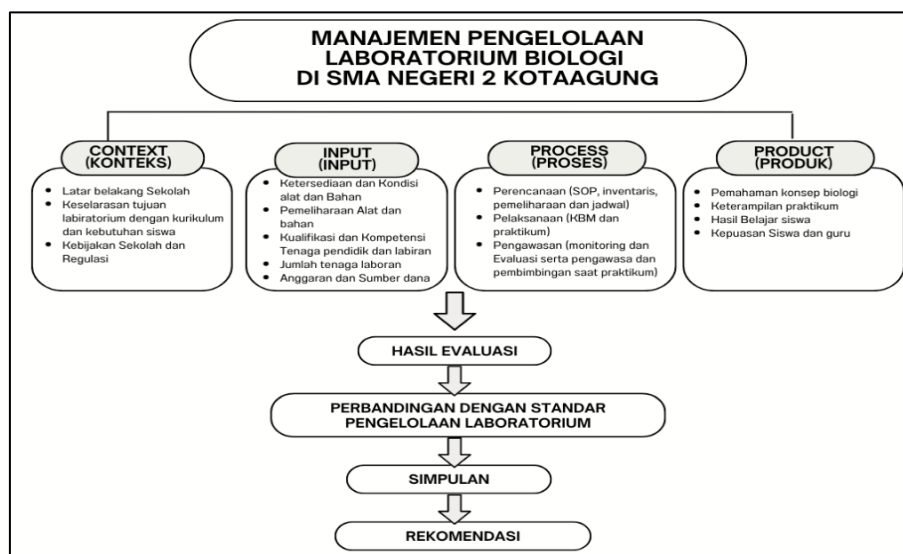 MANAJEMEN PENGELOLAAN
LABORATORIUM BIOLOGI
DI SMA NEGERI 2 KOTAAGUNG
CONTEXT
(KONTEKS)
Latar belakang Sekolah
Keselarasan tujuan
labiratorium dengan kurikulum
dan kebutuhan siswa
Kebijakan Sekolah dan
Regulasi
INPUT
(INPUT)
Ketersediaan dan Kondisi
alat dan Bahan
Pemeliharaan Alat dan
bahan
Kualifikasi dan Kompetensi
Tenaga pendidik dan labiran
Jumlah tenaga laboran
Anggaran dan Sumber dana
PROCESS
(PROSES)
Perencanaan (SOP, inventaris,
pemeliharaan dan jadwal)
Pelaksanaan (KBM dan
praktikum)
Pengawasan (monitoring dan
Evaluasi serta pengawasa dan
pembimbingan saat praktikum)
PRODUCT
(PRODUK)
Pemahaman konsep biologi
Keterampilan praktikum
Hasil Belajar siswa
Kepuasan Siswa dan guru
HASIL EVALUASI
PERBANDINGAN DENGAN STANDAR
PENGELOLAAN LABORATORIUM
SIMPULAN
REKOMENDASI